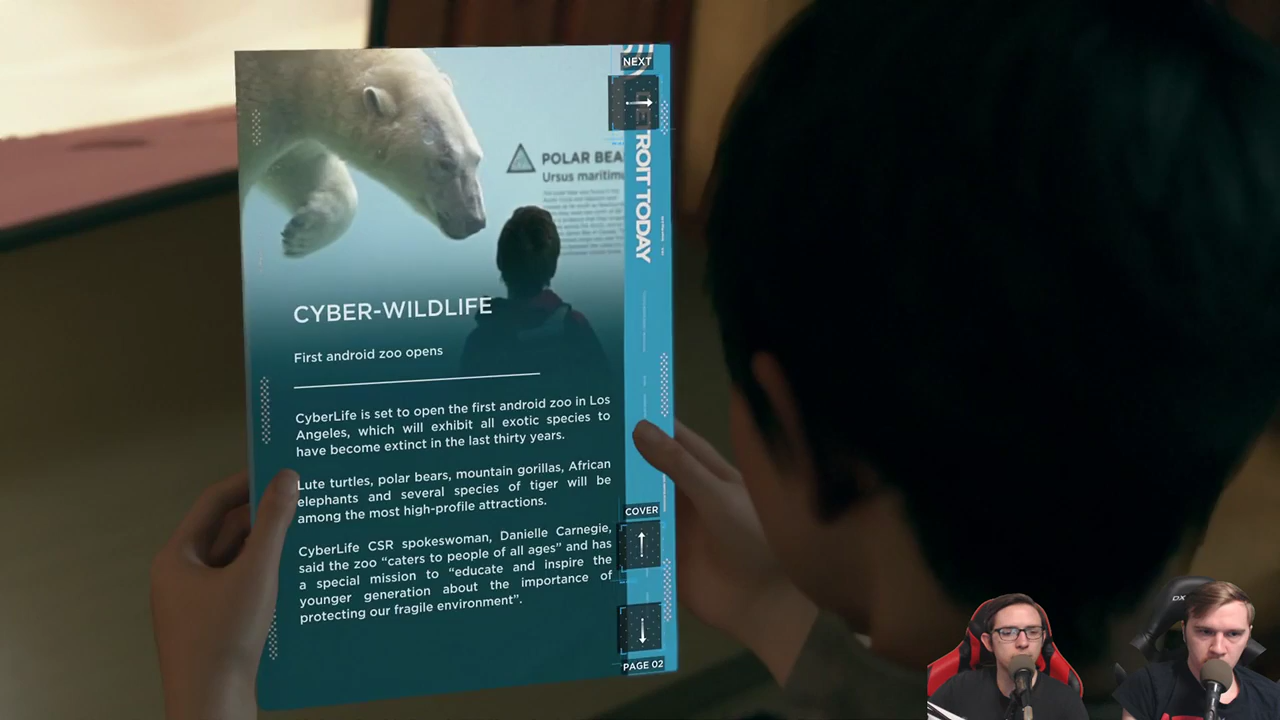 NEXT
DETROIT TODAY
POLAR BEA
Ursus maritim
CYBER-WILDLIFE
First android zoo opens
CyberLife is set to open the first android zoo in Los
Angeles, which will exhibit all exotic species to
have become extinct in the last thirty years.
Lute turtles, polar bears, mountain gorillas, African
elephants and several species of tiger will be
among the most high-profile attractions.
CyberLife CSR spokeswoman, Danielle Carnegie,
said the zoo “caters to people of all ages” and has
a special mission to “educate and inspire the
younger generation about the importance of
protecting our fragile environment”.
COVER
PAGE 02
DX